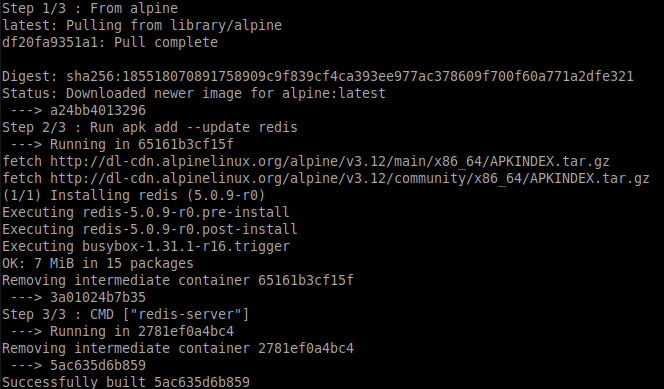 Step 1/3 : From alpine
latest: Pulling from library/alpine
df20fa9351a1: Pull complete
Digest: sha256:185518070891758909c9f839cf4ca393ee977ac378609f700f60a771a2dfe321
Status: Downloaded newer image for alpine:latest
 ---> a24bb4013296
Step 2/3 : Run apk add --update redis
 ---> Running in 65161b3cf15f
fetch http://dl-cdn.alpinelinux.org/alpine/v3.12/main/x86_64/APKINDEX.tar.gz
fetch http://dl-cdn.alpinelinux.org/alpine/v3.12/community/x86_64/APKINDEX.tar.gz
(1/1) Installing redis (5.0.9-r0)
Executing redis-5.0.9-r0.pre-install
Executing redis-5.0.9-r0.post-install
Executing busybox-1.31.1-r16.trigger
OK: 7 MiB in 15 packages
Removing intermediate container 65161b3cf15f
 ---> 3a01024b7b35
Step 3/3 : CMD ["redis-server"]
 ---> Running in 2781ef0a4bc4
Removing intermediate container 2781ef0a4bc4
 ---> 5ac635d6b859
Successfully built 5ac635d6b859